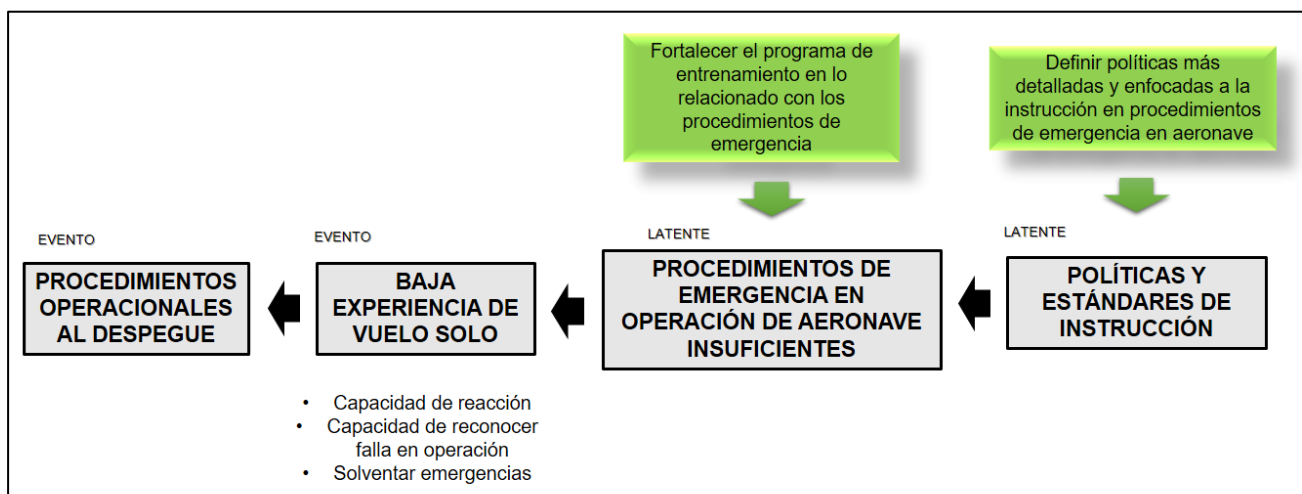 Fortalecer el programa de
entrenamiento en lo
relacionado con los
procedimientos de
emergencia
Definir políticas más
detalladas y enfocadas a la
instrucción en procedimientos
de emergencia en aeronave
EVENTO
PROCEDIMIENTOS
OPERACIONALES
AL DESPEGUE
EVENTO
BAJA
EXPERIENCIA DE
VUELO SOLO
LATENTE
PROCEDIMIENTOS DE
EMERGENCIA EN
OPERACIÓN DE AERONAVE
INSUFICIENTES
LATENTE
POLÍTICAS Y
ESTÁNDARES DE
INSTRUCCIÓN
• Capacidad de reacción
• Capacidad de reconocer
falla en operación
• Solventar emergencias